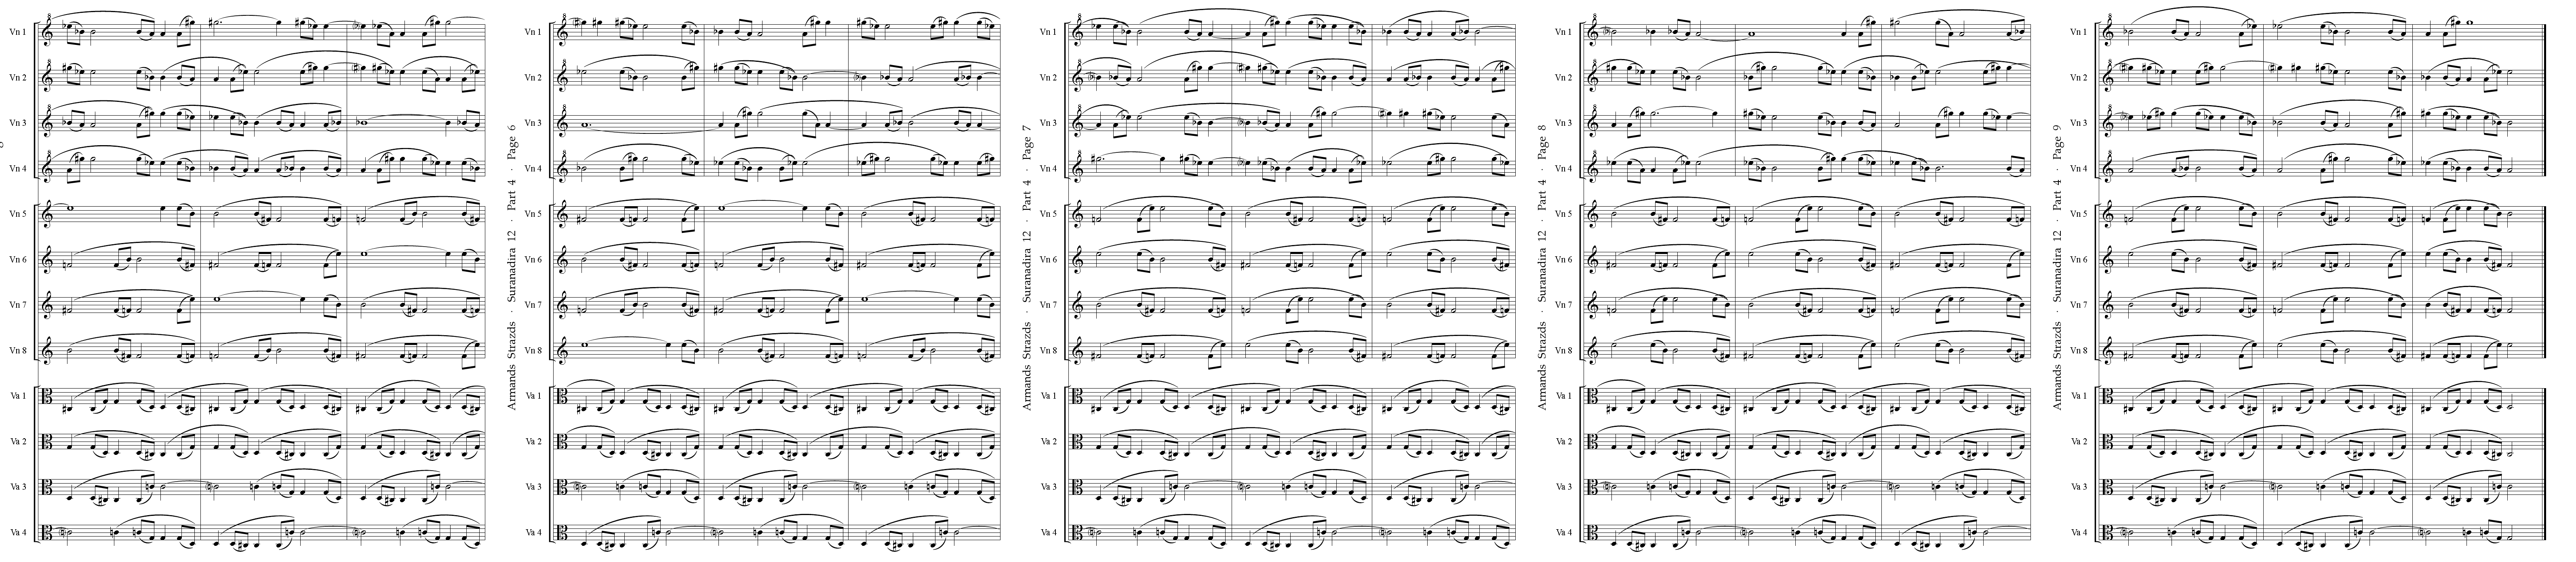 Vn 1
Vn 2
Vn 3
Vn 4
Vn 5
Vn 6
Vn 7
Vn 8
Va 1
Va 2
Va 3
Va 4
Armands Strazds · Suranadira 12 · Part 4 · Page 6
Vn 1
Vn 2
Vn 3
Vn 4
Vn 5
Vn 6
Vn 7
Vn 8
Va 1
Va 2
Va 3
Va 4
Armands Strazds · Suranadira 12 · Part 4 · Page 7
Vn 1
Vn 2
Vn 3
Vn 4
Vn 5
Vn 6
Vn 7
Vn 8
Va 1
Va 2
Va 3
Va 4
Armands Strazds · Suranadira 12 · Part 4 · Page 8
Vn 1
Vn 2
Vn 3
Vn 4
Vn 5
Vn 6
Vn 7
Vn 8
Va 1
Va 2
Va 3
Va 4
Armands Strazds · Suranadira 12 · Part 4 · Page 9
Vn 1
Vn 2
Vn 3
Vn 4
Vn 5
Vn 6
Vn 7
Vn 8
Va 1
Va 2
Va 3
Va 4